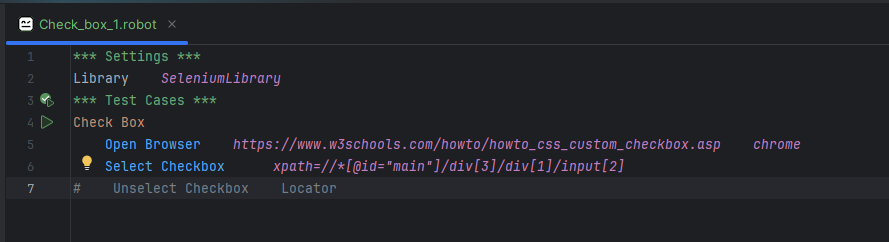 Check_box_1.robot ×
1 *** Settings ***
2 Library    SeleniumLibrary
3 *** Test Cases ***
4 Check Box
5     Open Browser    https://www.w3schools.com/howto/howto_css_custom_checkbox.asp    chrome
6     Select Checkbox      xpath=//*[@id="main"]/div[3]/div[1]/input[2]
7 #    Unselect Checkbox    Locator